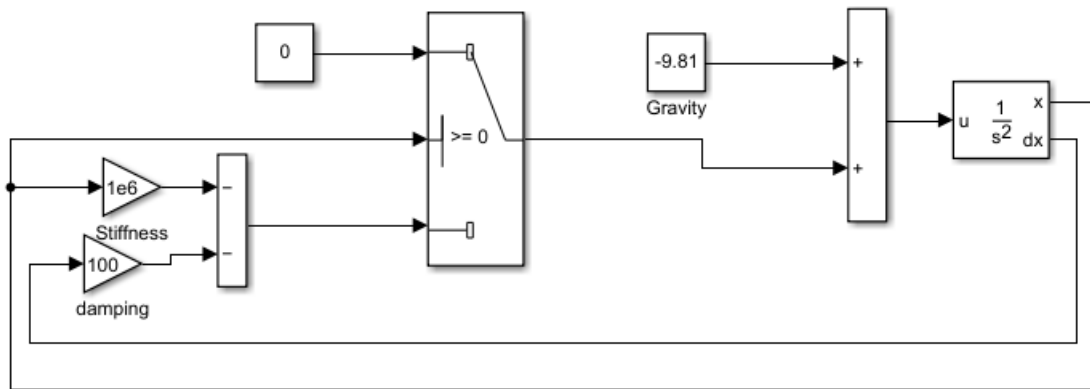 0
-9.81
Gravity
+
+
u
1
s²
x
dx
>= 0
1e6
Stiffness
100
damping
-
-